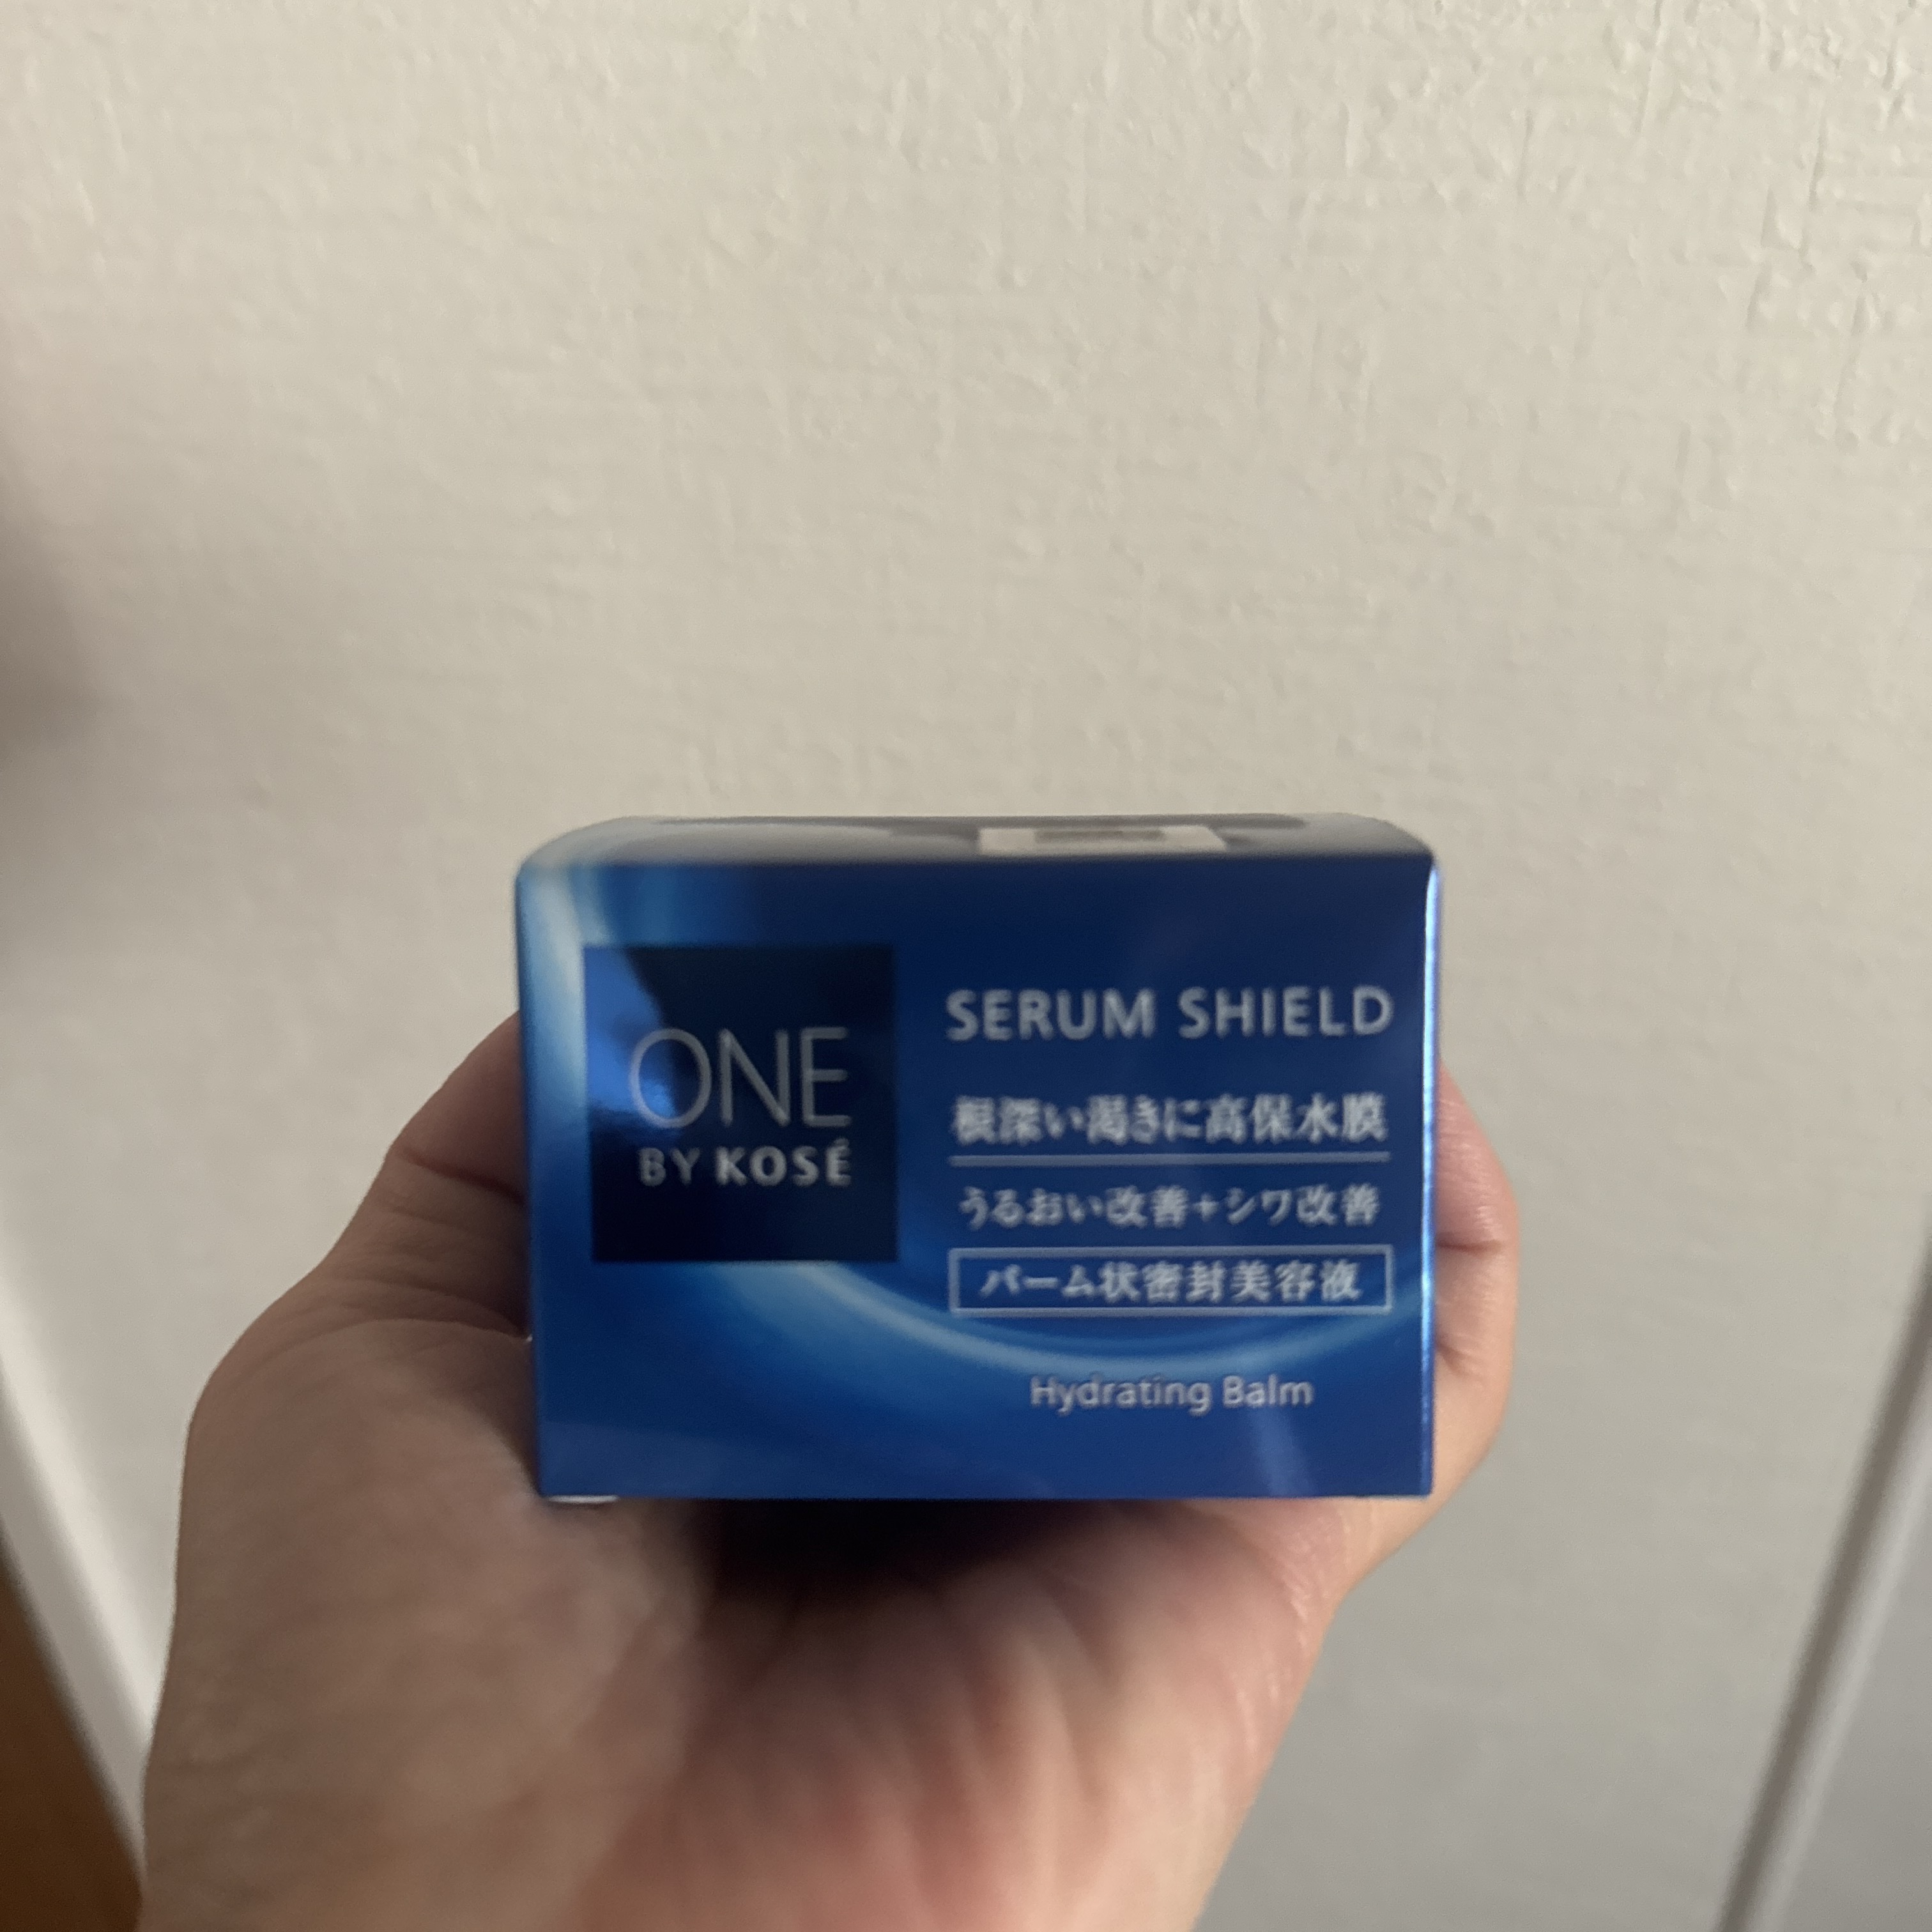 ONE
BY KOSÉ
SERUM SHIELD
根深い渇きに高保水膜
うるおい改善+シワ改善
バーム状密封美容液
Hydrating Balm